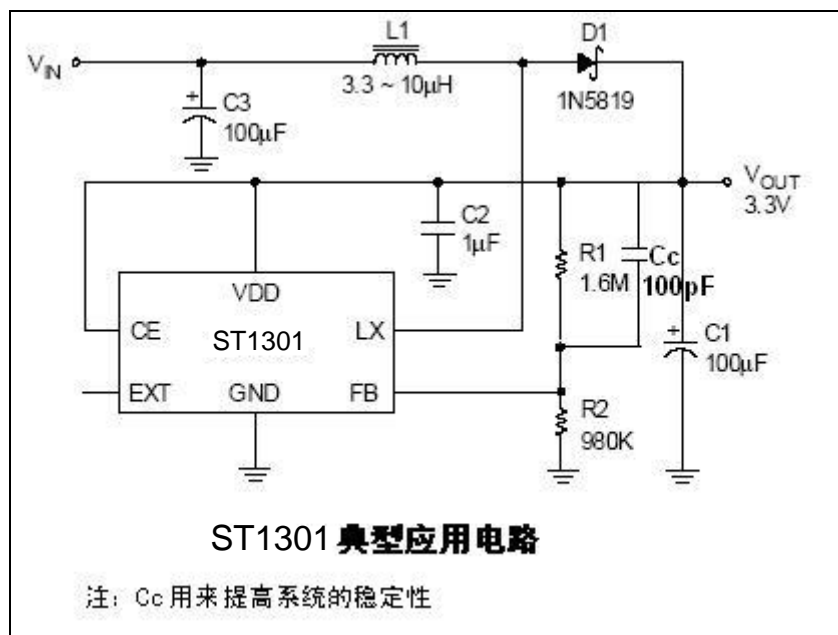 L1
D1
VIN
3.3 ~ 10μH
1N5819
C3
100μF
VOUT
3.3V
C2
1μF
R1
1.6M
Cc
100pF
VDD
CE
ST1301
LX
C1
100μF
EXT
GND
FB
R2
980K
ST1301 典型应用电路
注: Cc 用来提高系统的稳定性